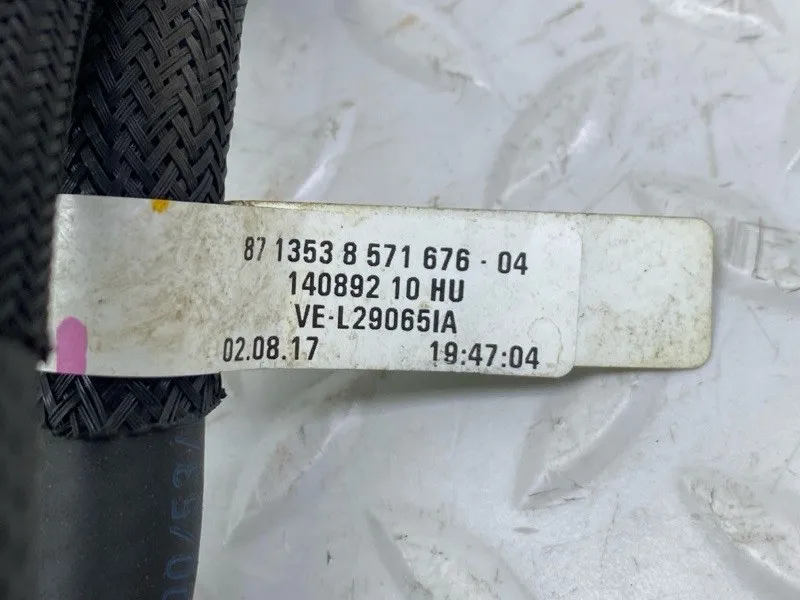 87 1353 8 571 676 - 04
140892 10 HU
VE-L29065IA
02.08.17 19:47:04